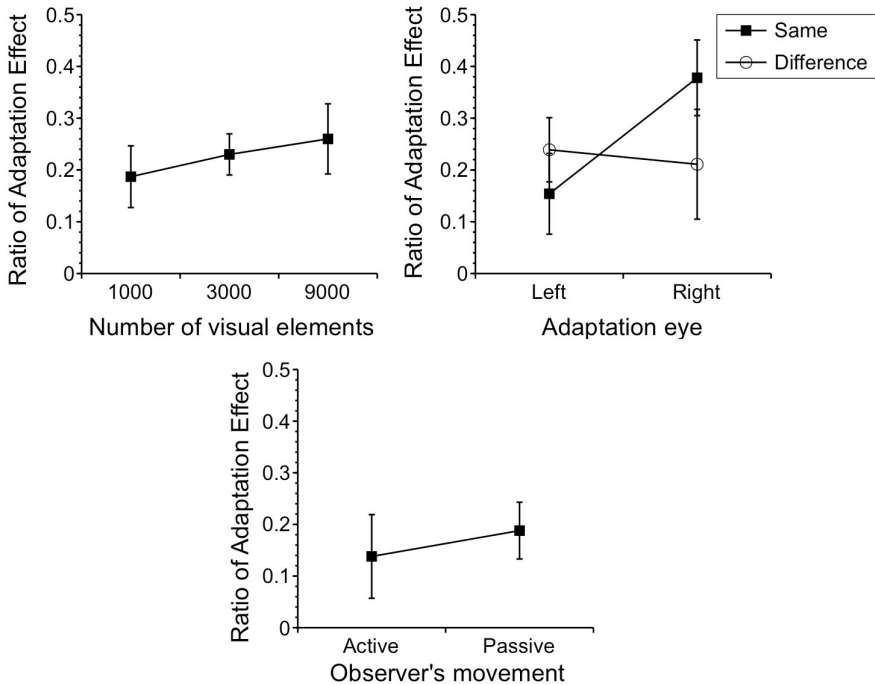 Ratio of Adaptation Effect
0.5
0.4
0.3
0.2
0.1
0
1000 3000 9000
Number of visual elements
Ratio of Adaptation Effect
0.5
0.4
0.3
0.2
0.1
0
Left Right
Adaptation eye
Same
Difference
Ratio of Adaptation Effect
0.5
0.4
0.3
0.2
0.1
0
Active Passive
Observer's movement